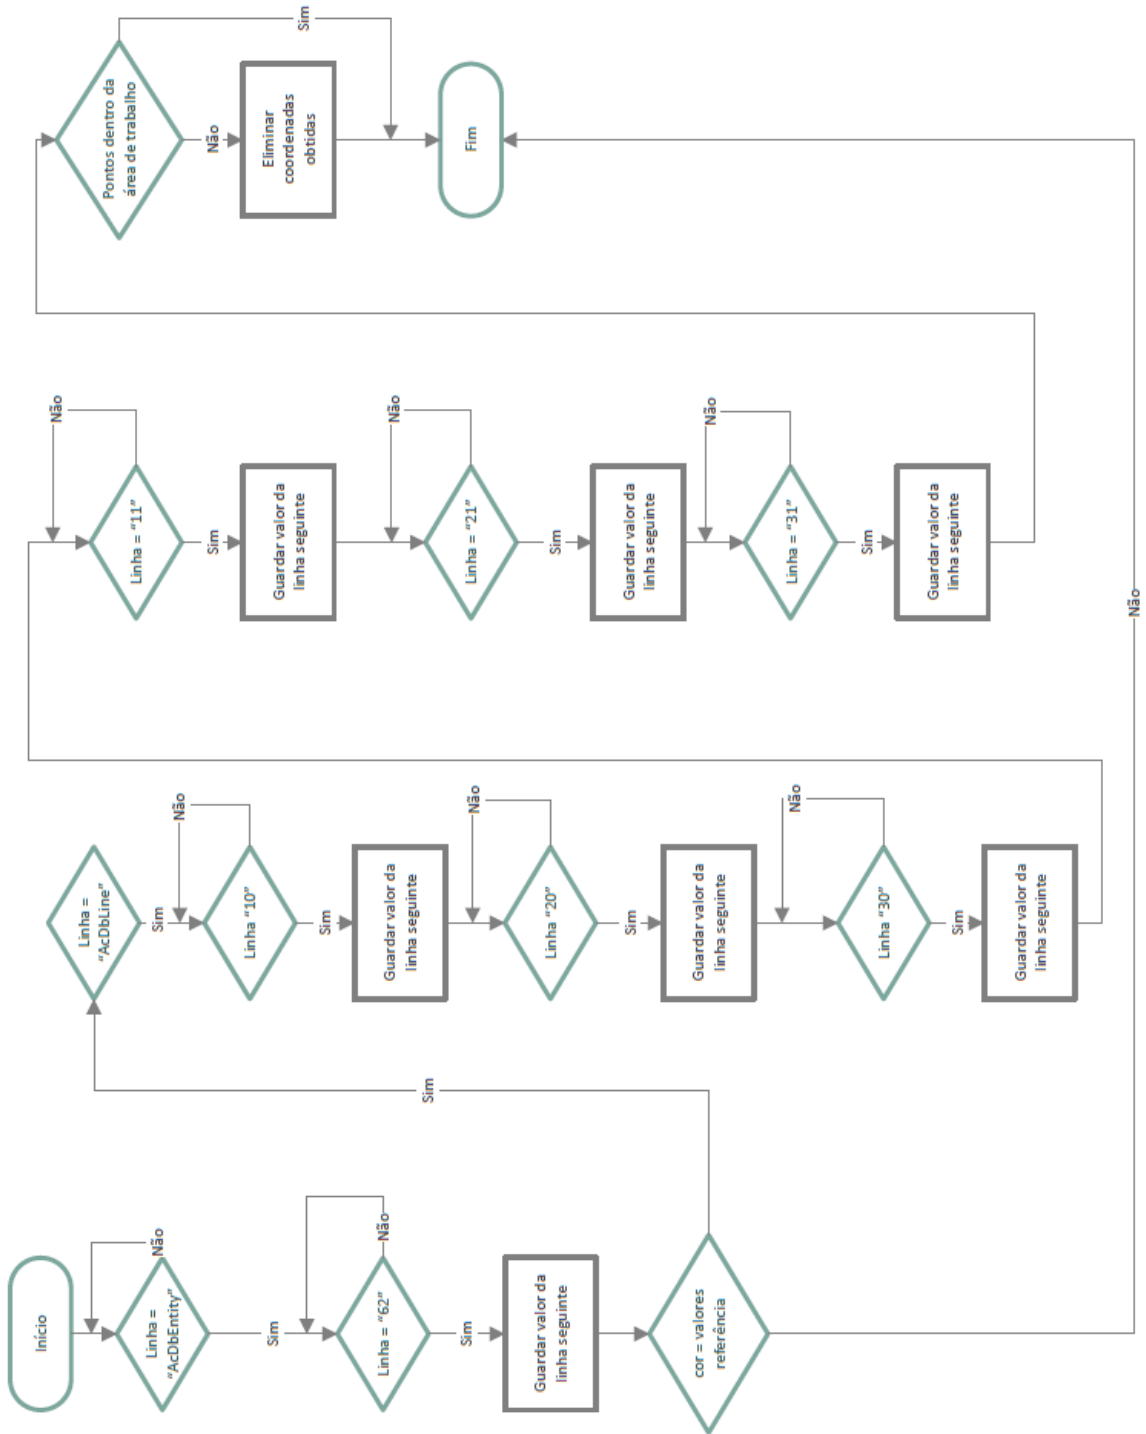 Início
Linha =
“AcDbEntity”
Não
Sim
Linha = “62”
Não
Sim
Guardar valor da
linha seguinte
cor = valores
referência
Sim
Não
Linha =
“AcDbLine”
Sim
Linha “10”
Não
Sim
Guardar valor da
linha seguinte
Linha “20”
Não
Sim
Guardar valor da
linha seguinte
Linha “30”
Não
Sim
Guardar valor da
linha seguinte
Linha = “11”
Não
Sim
Guardar valor da
linha seguinte
Linha = “21”
Não
Sim
Guardar valor da
linha seguinte
Linha = “31”
Não
Sim
Guardar valor da
linha seguinte
Pontos dentro da
área de trabalho
Sim
Não
Eliminar
coordenadas
obtidas
Fim